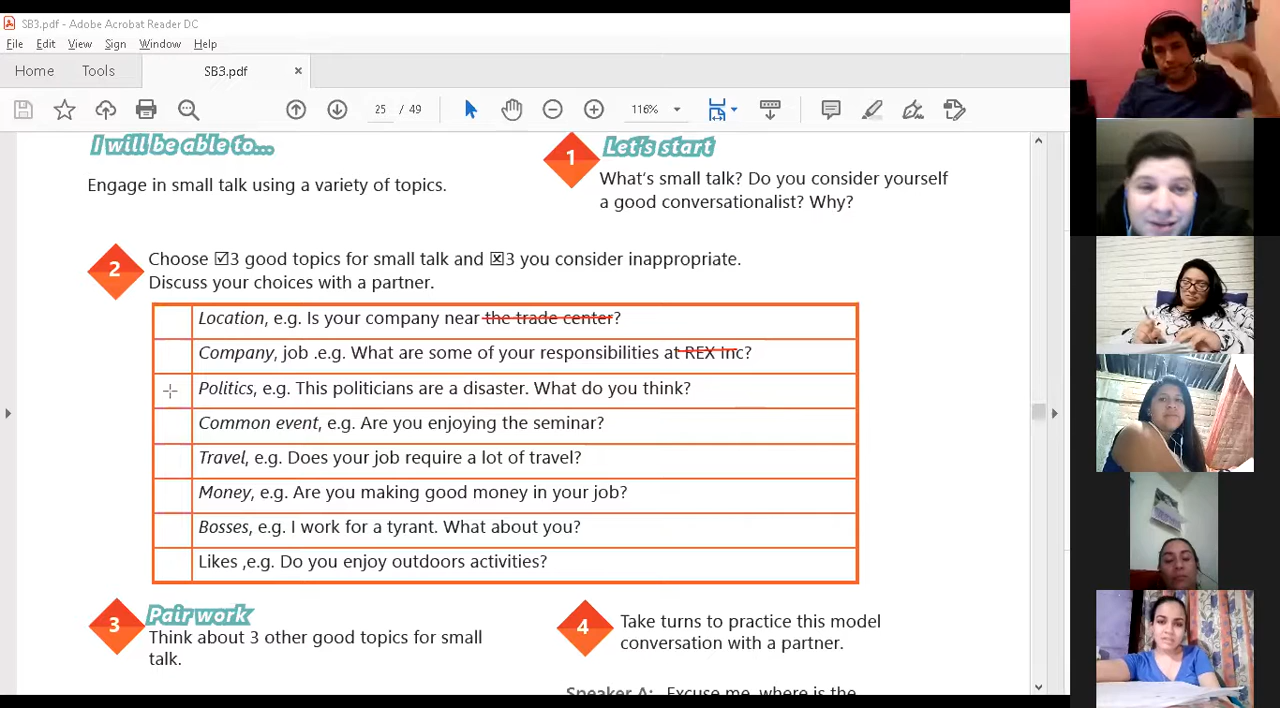 SB3.pdf - Adobe Acrobat Reader DC
File Edit View Sign Window Help
Home Tools SB3.pdf ×
25 / 49 116%
I will be able to...
Engage in small talk using a variety of topics.
1 Let's start
What's small talk? Do you consider yourself
a good conversationalist? Why?
2 Choose ☑3 good topics for small talk and ☒3 you consider inappropriate.
Discuss your choices with a partner.
Location, e.g. Is your company near the trade center?
Company, job .e.g. What are some of your responsibilities at REX Inc?
Politics, e.g. This politicians are a disaster. What do you think?
Common event, e.g. Are you enjoying the seminar?
Travel, e.g. Does your job require a lot of travel?
Money, e.g. Are you making good money in your job?
Bosses, e.g. I work for a tyrant. What about you?
Likes ,e.g. Do you enjoy outdoors activities?
3 Pair work
Think about 3 other good topics for small
talk.
4 Take turns to practice this model
conversation with a partner.
Speaker A: Excuse me, where is the